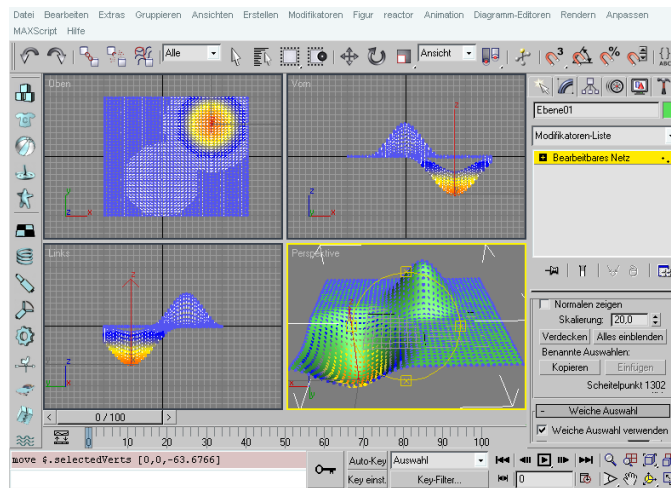 Datei Bearbeiten Extras Gruppieren Ansichten Erstellen Modifikatoren Figur reactor Animation Diagramm-Editoren Rendern Anpassen
MAXScript Hilfe
Alle Ansicht
Oben Vorn
Ebene01
Modifikatoren-Liste
Bearbeitbares Netz
Links Perspektive
Normalen zeigen
Skalierung: 20,0
Verdecken Alles einblenden
Benannte Auswahlen:
Kopieren Einfügen
Scheitelpunkt 1302
Weiche Auswahl
Weiche Auswahl verwenden
0 / 100
0 10 20 30 40 50 60 70 80 90 100
move $.selectedVerts [0,0,-63.6766]
Auto-Key Auswahl
Key einst. Key-Filter... 0